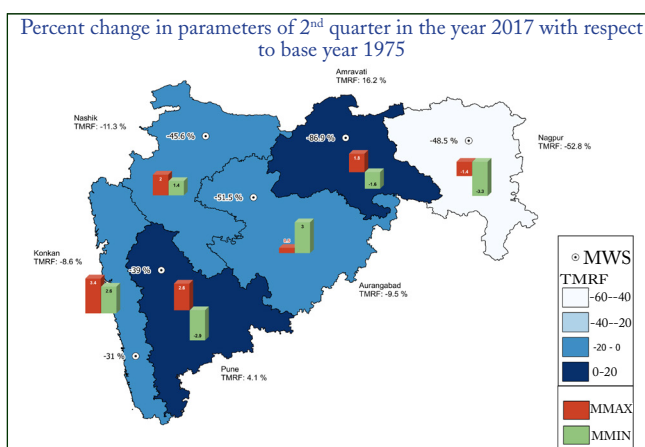 Percent change in parameters of 2nd quarter in the year 2017 with respect
to base year 1975
Amravati
TMRF: 16.2 %
Nashik
TMRF: -11.3 %
-45.6 %
-86.9 %
-48.5 %
Nagpur
TMRF: -52.8 %
2
1.4
1.8
-1.6
-1.4
-3.3
-51.5 %
3
Konkan
TMRF: -8.6 %
-39 %
Aurangabad
TMRF: -9.5 %
3.4
2.6
2.6
-2.9
-31 %
Pune
TMRF: 4.1 %
MWS
TMRF
-60--40
-40--20
-20 - 0
0-20
MMAX
MMIN